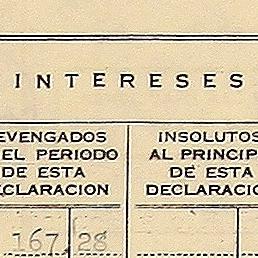 INTERESES
EVENGADOS
EL PERIODO
DE ESTA
CLARACION
INSOLUTOS
AL PRINCIP
DE ESTA
DECLARACIO
167.28